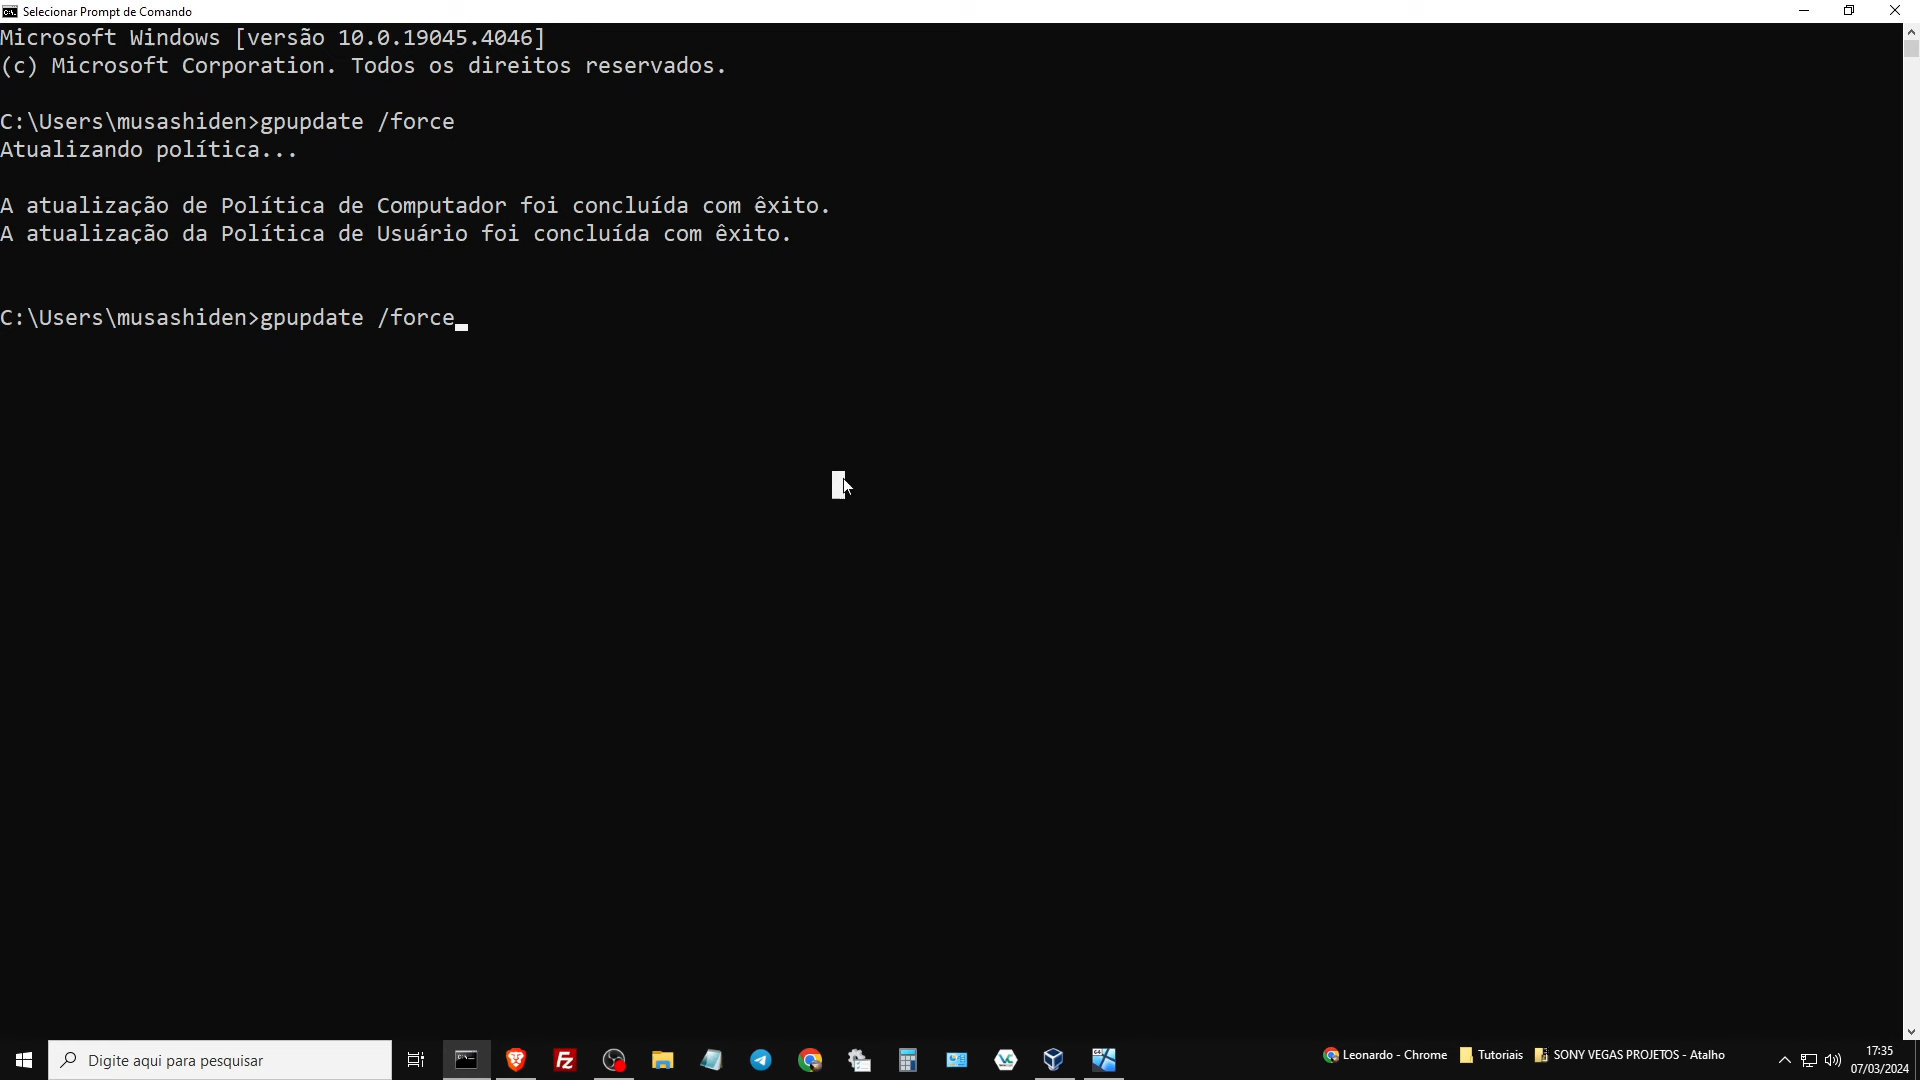 Selecionar Prompt de Comando
Microsoft Windows [versão 10.0.19045.4046]
(c) Microsoft Corporation. Todos os direitos reservados.
C:\Users\musashiden>gpupdate /force
Atualizando política...
A atualização de Política de Computador foi concluída com êxito.
A atualização da Política de Usuário foi concluída com êxito.
C:\Users\musashiden>gpupdate /force
Digite aqui para pesquisar
Leonardo - Chrome
Tutoriais
SONY VEGAS PROJETOS - Atalho
17:35
07/03/2024